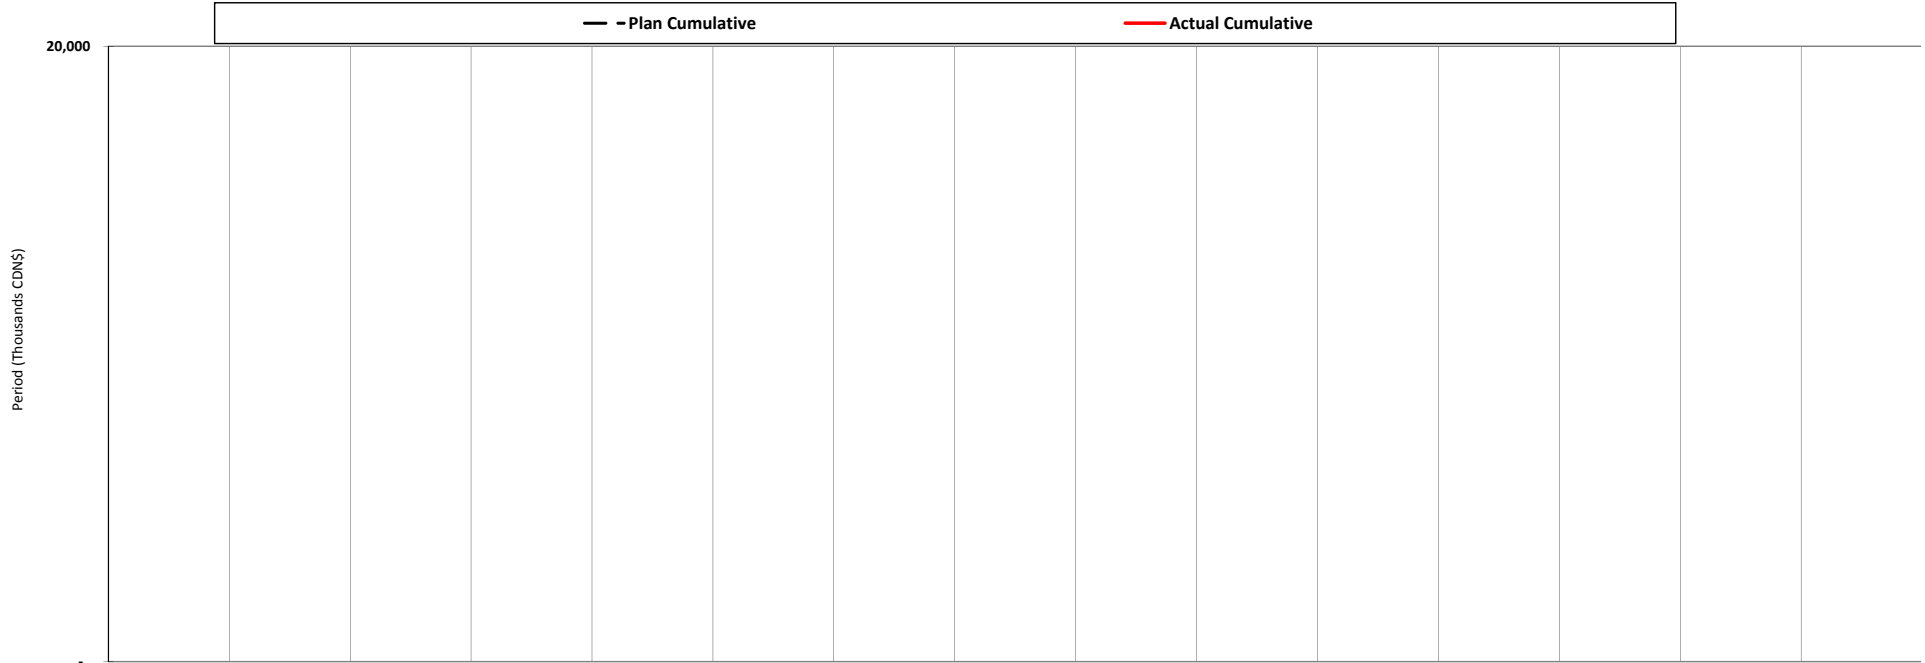 Plan Cumulative Actual Cumulative
20,000
Period (Thousands CDN$)
-